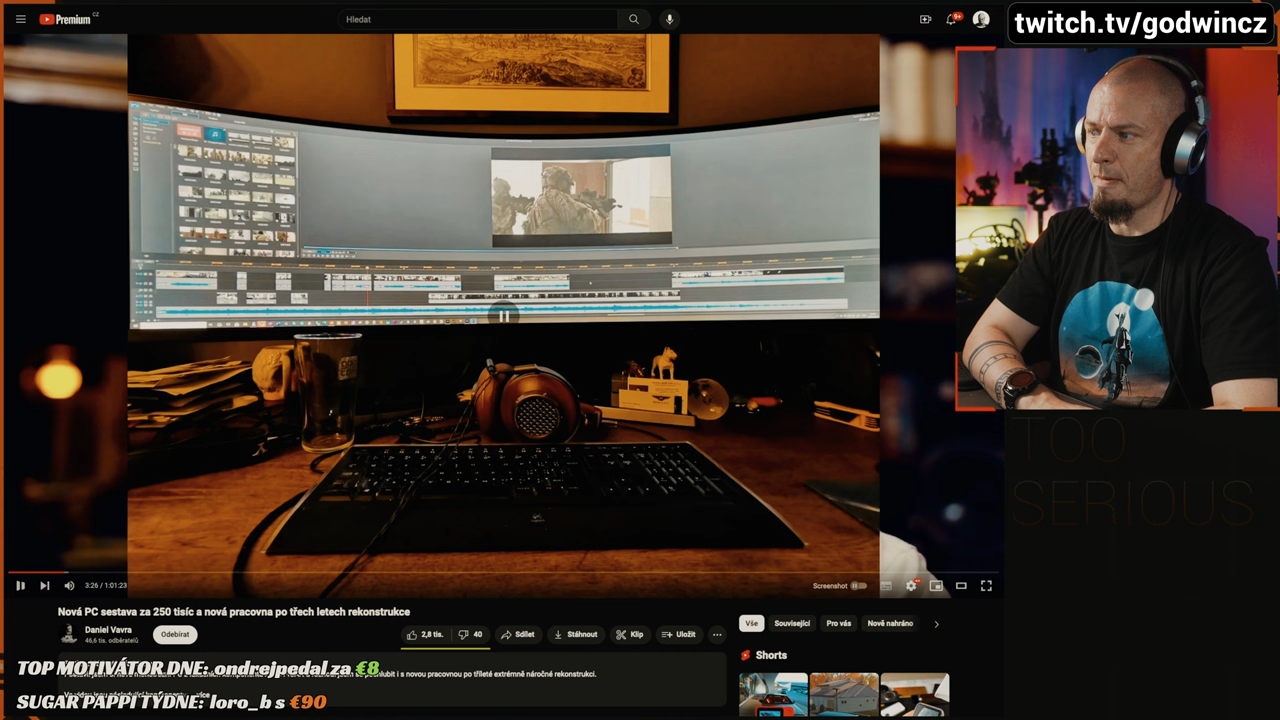 Premium CZ
Hledat
9+
twitch.tv/godwincz
TOO
SERIOUS
3:26 / 1:01:23
Screenshot
Nová PC sestava za 250 tisíc a nová pracovna po třech letech rekonstrukce
Daniel Vavra
46,6 tis. odběratelů
Odebírat
2,8 tis.
40
Sdílet
Stáhnout
Klip
Uložit
Vše
Související
Pro vás
Nově nahráno
Shorts
TOP MOTIVÁTOR DNE: ondrejpedal za €8
SUGAR PAPPI TÝDNE: loro_b s €90